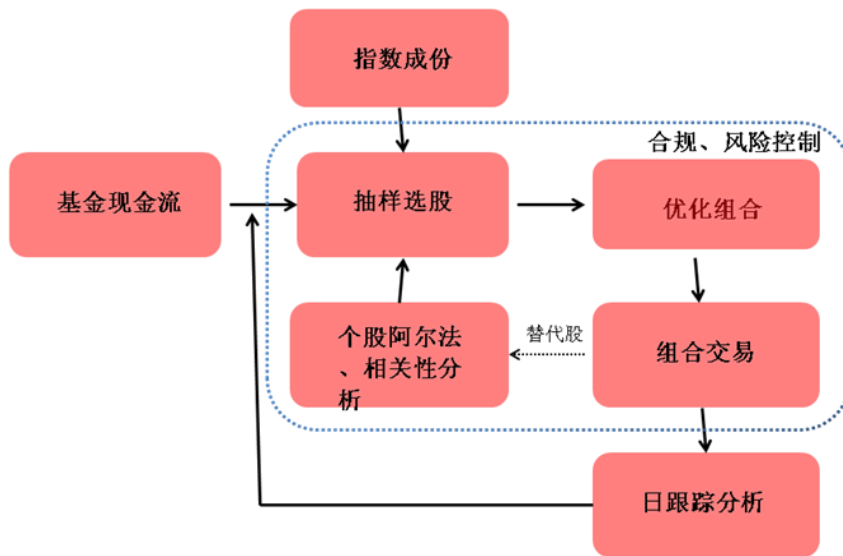 指数成份
合规、风险控制
基金现金流
抽样选股
优化组合
个股阿尔法
、相关性分
析
替代股
组合交易
日跟踪分析